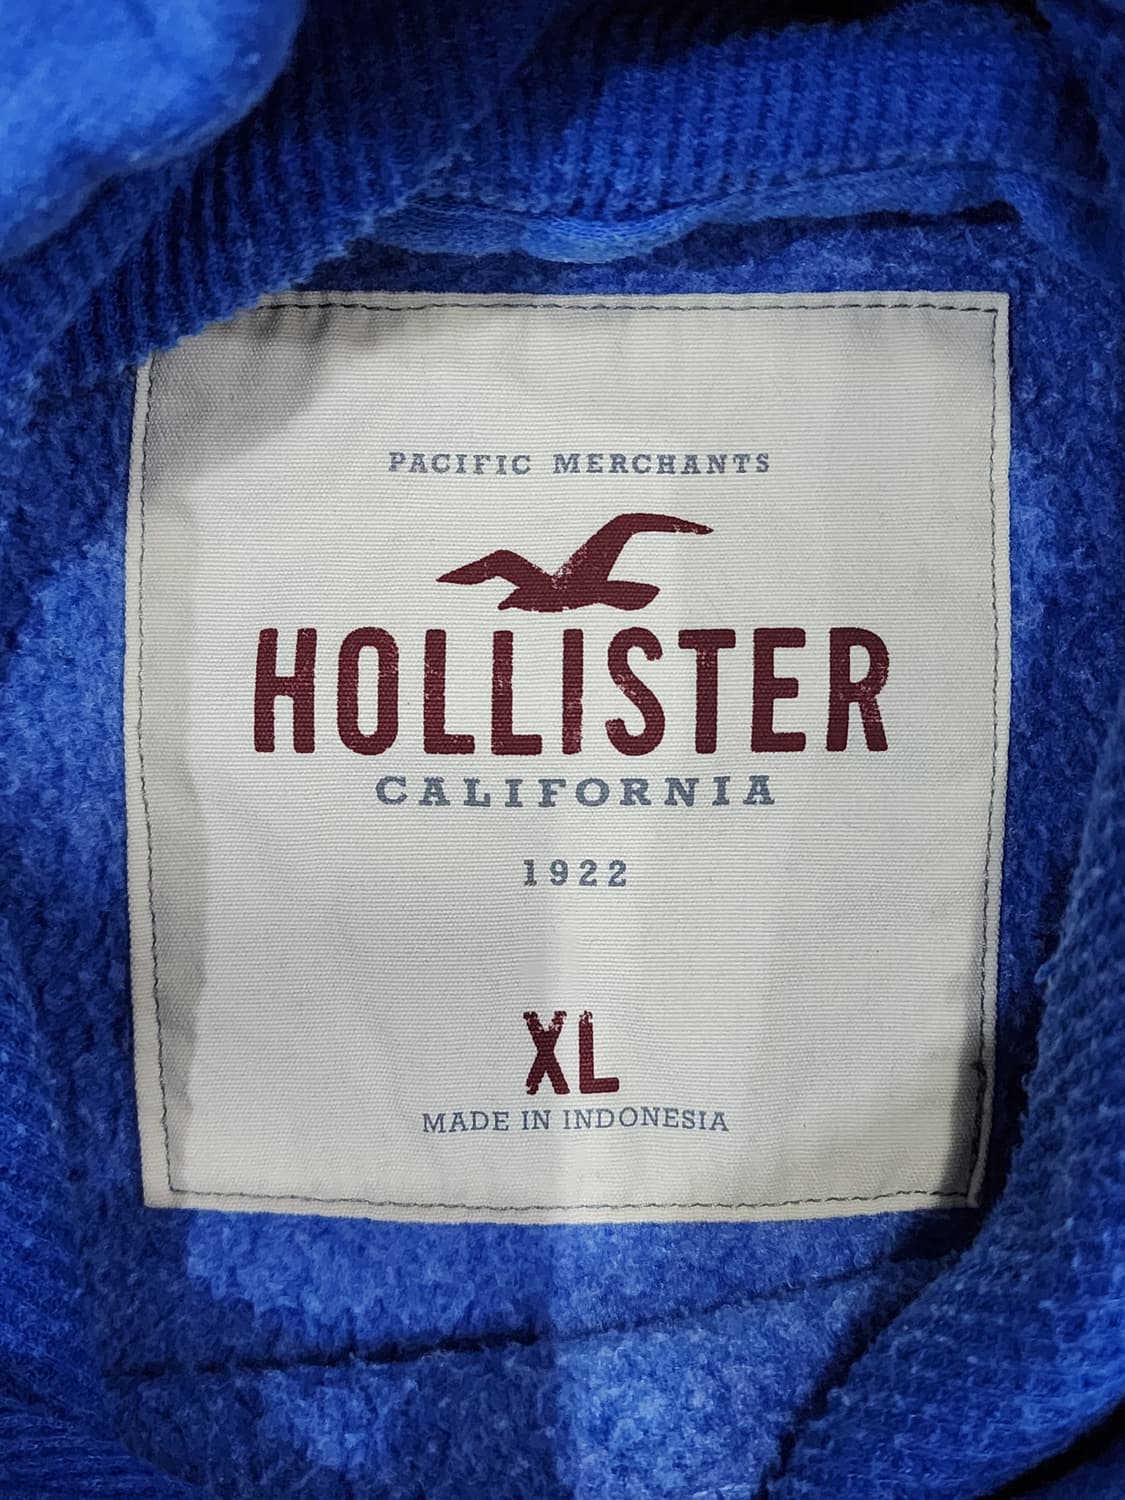 PACIFIC MERCHANTS
HOLLISTER
CALIFORNIA
1922
XL
MADE IN INDONESIA